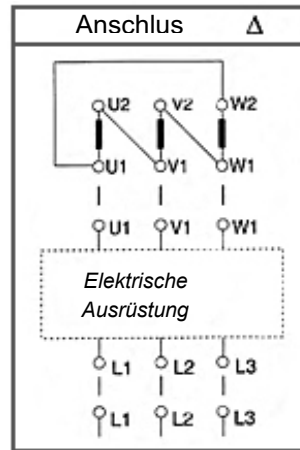 Anschlus Δ
U2 V2 W2
U1 V1 W1
U1 V1 W1
Elektrische
Ausrüstung
L1 L2 L3
L1 L2 L3